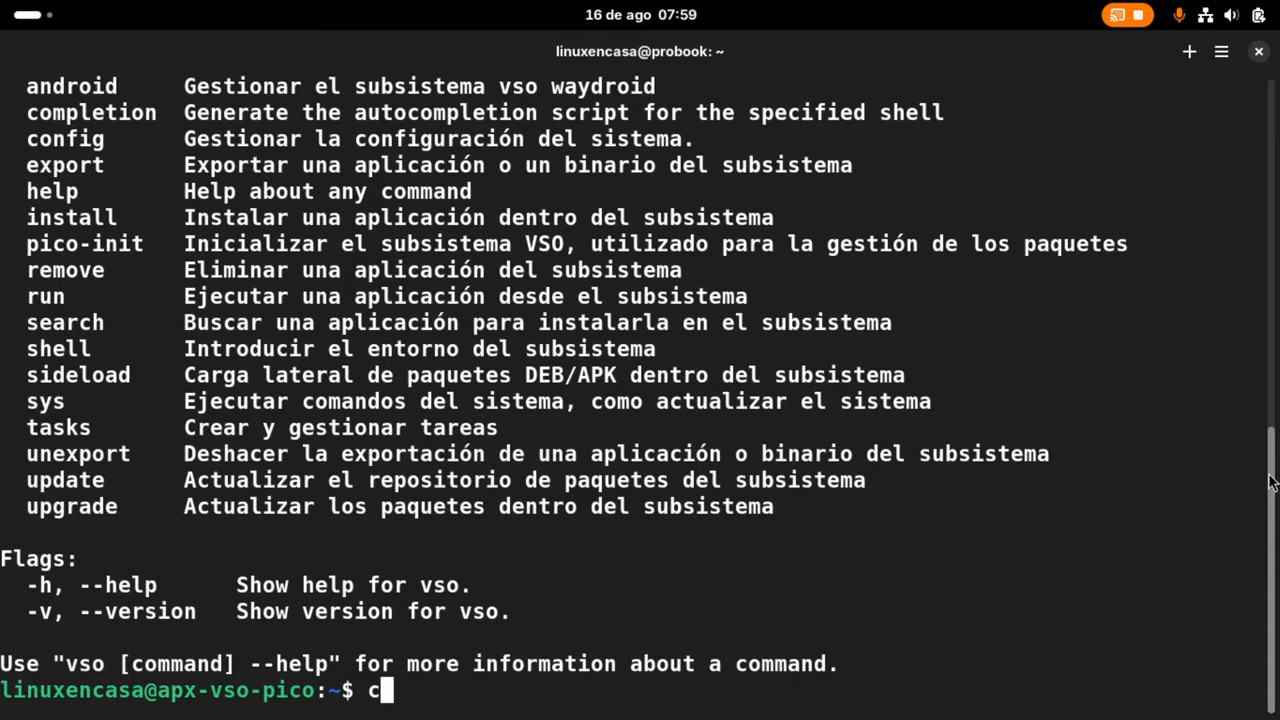 16 de ago 07:59
linuxencasa@probook: ~
android Gestionar el subsistema vso waydroid
completion Generate the autocompletion script for the specified shell
config Gestionar la configuración del sistema.
export Exportar una aplicación o un binario del subsistema
help Help about any command
install Instalar una aplicación dentro del subsistema
pico-init Inicializar el subsistema VSO, utilizado para la gestión de los paquetes
remove Eliminar una aplicación del subsistema
run Ejecutar una aplicación desde el subsistema
search Buscar una aplicación para instalarla en el subsistema
shell Introducir el entorno del subsistema
sideload Carga lateral de paquetes DEB/APK dentro del subsistema
sys Ejecutar comandos del sistema, como actualizar el sistema
tasks Crear y gestionar tareas
unexport Deshacer la exportación de una aplicación o binario del subsistema
update Actualizar el repositorio de paquetes del subsistema
upgrade Actualizar los paquetes dentro del subsistema
Flags:
-h, --help Show help for vso.
-v, --version Show version for vso.
Use "vso [command] --help" for more information about a command.
linuxencasa@apx-vso-pico:~$ c